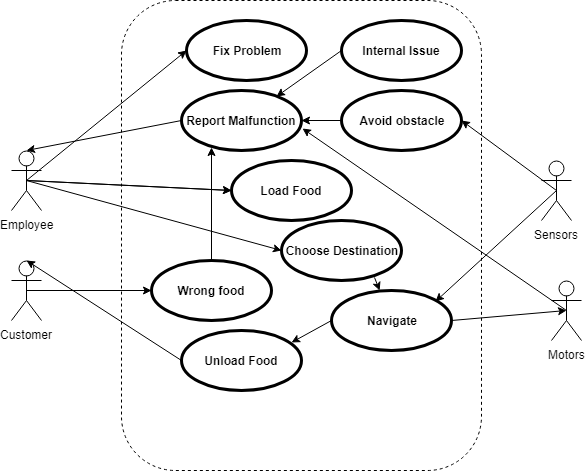 Fix Problem
Internal Issue
Report Malfunction
Avoid obstacle
Load Food
Employee
Sensors
Choose Destination
Wrong food
Navigate
Customer
Unload Food
Motors